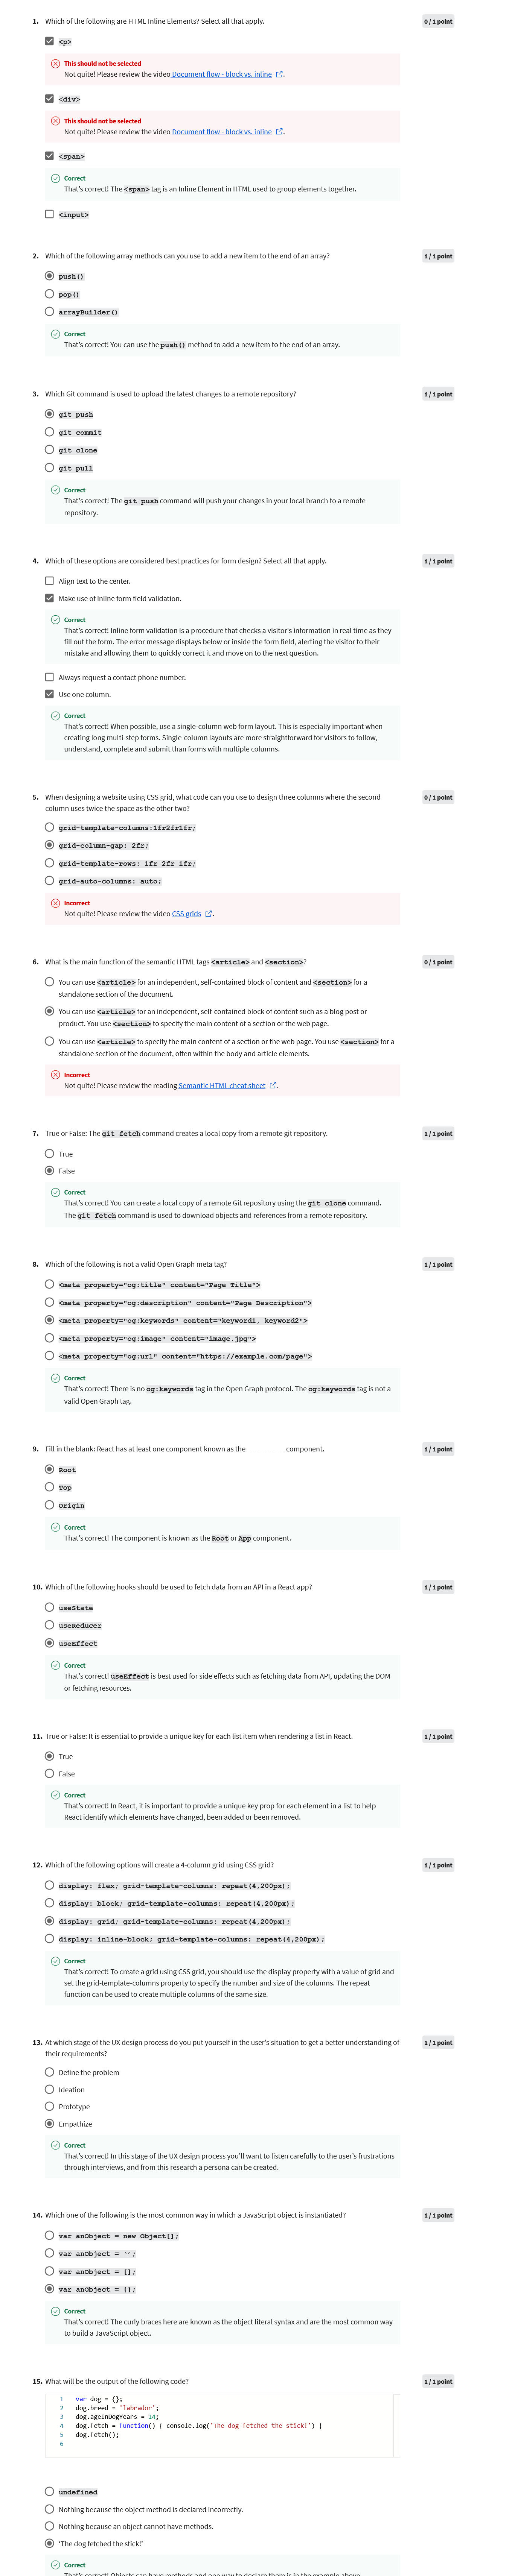 1. Which of the following are HTML Inline Elements? Select all that apply.
0 / 1 point
<p>
This should not be selected
Not quite! Please review the video Document flow - block vs. inline .
<div>
This should not be selected
Not quite! Please review the video Document flow - block vs. inline .
<span>
Correct
That's correct! The <span> tag is an Inline Element in HTML used to group elements together.
<input>
2. Which of the following array methods can you use to add a new item to the end of an array?
1 / 1 point
push()
pop()
arrayBuilder()
Correct
That's correct! You can use the push() method to add a new item to the end of an array.
3. Which Git command is used to upload the latest changes to a remote repository?
1 / 1 point
git push
git commit
git clone
git pull
Correct
That's correct! The git push command will push your changes in your local branch to a remote
repository.
4. Which of these options are considered best practices for form design? Select all that apply.
1 / 1 point
Align text to the center.
Make use of inline form field validation.
Correct
That's correct! Inline form validation is a procedure that checks a visitor's information in real time as they
fill out the form. The error message displays below or inside the form field, alerting the visitor to their
mistake and allowing them to quickly correct it and move on to the next question.
Always request a contact phone number.
Use one column.
Correct
That's correct! When possible, use a single-column web form layout. This is especially important when
creating long multi-step forms. Single-column layouts are more straightforward for visitors to follow,
understand, complete and submit than forms with multiple columns.
5. When designing a website using CSS grid, what code can you use to design three columns where the second
column uses twice the space as the other two?
0 / 1 point
grid-template-columns:1fr2fr1fr;
grid-column-gap: 2fr;
grid-template-rows: 1fr 2fr 1fr;
grid-auto-columns: auto;
Incorrect
Not quite! Please review the video CSS grids .
6. What is the main function of the semantic HTML tags <article> and <section>?
0 / 1 point
You can use <article> for an independent, self-contained block of content and <section> for a
standalone section of the document.
You can use <article> for an independent, self-contained block of content such as a blog post or
product. You use <section> to specify the main content of a section or the web page.
You can use <article> to specify the main content of a section or the web page. You use <section> for a
standalone section of the document, often within the body and article elements.
Incorrect
Not quite! Please review the reading Semantic HTML cheat sheet .
7. True or False: The git fetch command creates a local copy from a remote git repository.
1 / 1 point
True
False
Correct
That's correct! You can create a local copy of a remote Git repository using the git clone command.
The git fetch command is used to download objects and references from a remote repository.
8. Which of the following is not a valid Open Graph meta tag?
1 / 1 point
<meta property="og:title" content="Page Title">
<meta property="og:description" content="Page Description">
<meta property="og:keywords" content="keyword1, keyword2">
<meta property="og:image" content="image.jpg">
<meta property="og:url" content="https://example.com/page">
Correct
That's correct! There is no og:keywords tag in the Open Graph protocol. The og:keywords tag is not a
valid Open Graph tag.
9. Fill in the blank: React has at least one component known as the __________ component.
1 / 1 point
Root
Top
Origin
Correct
That's correct! The component is known as the Root or App component.
10. Which of the following hooks should be used to fetch data from an API in a React app?
1 / 1 point
useState
useReducer
useEffect
Correct
That's correct! useEffect is best used for side effects such as fetching data from API, updating the DOM
or fetching resources.
11. True or False: It is essential to provide a unique key for each list item when rendering a list in React.
1 / 1 point
True
False
Correct
That's correct! In React, it is important to provide a unique key prop for each element in a list to help
React identify which elements have changed, been added or been removed.
12. Which of the following options will create a 4-column grid using CSS grid?
1 / 1 point
display: flex; grid-template-columns: repeat(4,200px);
display: block; grid-template-columns: repeat(4,200px);
display: grid; grid-template-columns: repeat(4,200px);
display: inline-block; grid-template-columns: repeat(4,200px);
Correct
That's correct! To create a grid using CSS grid, you should use the display property with a value of grid and
set the grid-template-columns property to specify the number and size of the columns. The repeat
function can be used to create multiple columns of the same size.
13. At which stage of the UX design process do you put yourself in the user's situation to get a better understanding of
their requirements?
1 / 1 point
Define the problem
Ideation
Prototype
Empathize
Correct
That's correct! In this stage of the UX design process you'll want to listen carefully to the user's frustrations
through interviews, and from this research a persona can be created.
14. Which one of the following is the most common way in which a JavaScript object is instantiated?
1 / 1 point
var anObject = new Object[];
var anObject = '';
var anObject = [];
var anObject = {};
Correct
That's correct! The curly braces here are known as the object literal syntax and are the most common way
to build a JavaScript object.
15. What will be the output of the following code?
1 / 1 point
1 var dog = {};
2 dog.breed = 'labrador';
3 dog.ageInDogYears = 14;
4 dog.fetch = function() { console.log('The dog fetched the stick!') }
5 dog.fetch();
6
undefined
Nothing because the object method is declared incorrectly.
Nothing because an object cannot have methods.
'The dog fetched the stick!'
Correct
That's correct! Objects can have methods and one way to declare them is in the example above.